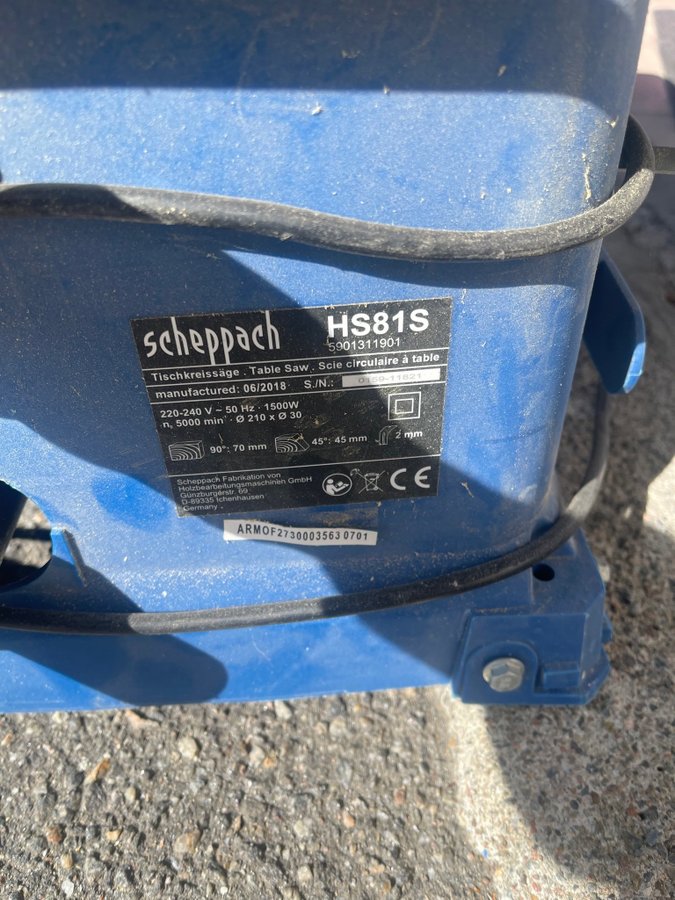 scheppach HS81S
5901311901
Tischkreissäge . Table Saw . Scie circulaire à table
manufactured: 06/2018 S./N.: 0159-11821
220-240 V ~ 50 Hz · 1500W
n₀ 5000 min⁻¹ · Ø 210 x Ø 30
90°: 70 mm 45°: 45 mm 2 mm
Scheppach Fabrikation von
Holzbearbeitungsmaschinen GmbH
Günzburgerstr. 69
D-89335 Ichenhausen
Germany
CE
ARMOF2730003563 0701